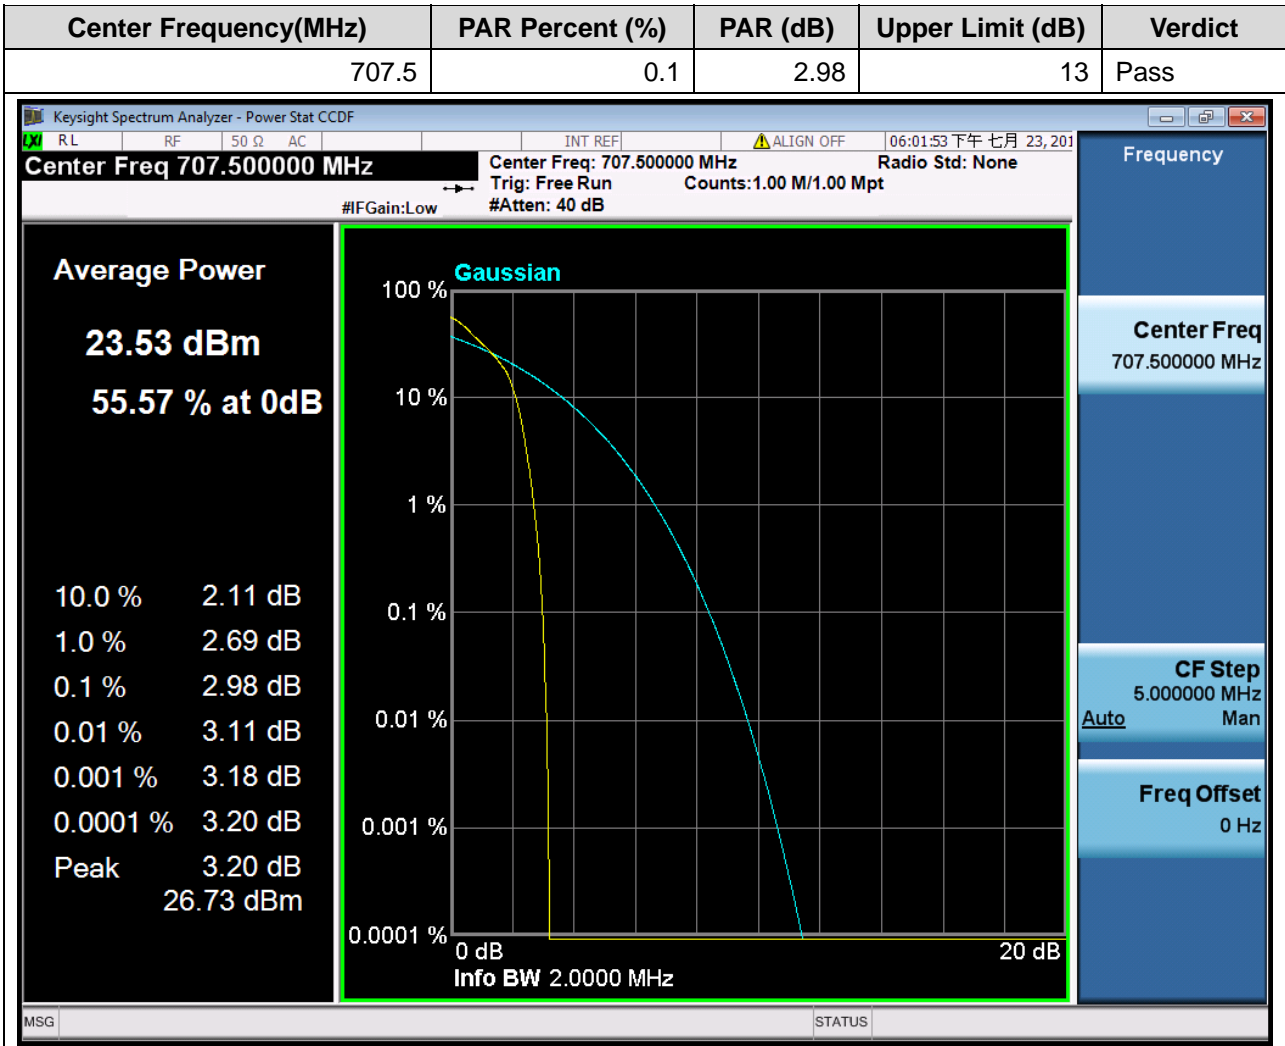 Center Frequency(MHz) PAR Percent (%) PAR (dB) Upper Limit (dB) Verdict
707.5 0.1 2.98 13 Pass
Keysight Spectrum Analyzer - Power Stat CCDF
LXI RL RF 50 Ω AC INT REF ALIGN OFF 06:01:53 下午 七月 23, 201
Center Freq 707.500000 MHz Center Freq: 707.500000 MHz Radio Std: None
Trig: Free Run Counts:1.00 M/1.00 Mpt
#IFGain:Low #Atten: 40 dB
Frequency
Average Power
23.53 dBm
55.57 % at 0dB
10.0 % 2.11 dB
1.0 % 2.69 dB
0.1 % 2.98 dB
0.01 % 3.11 dB
0.001 % 3.18 dB
0.0001 % 3.20 dB
Peak 3.20 dB
26.73 dBm
Gaussian
100 %
10 %
1 %
0.1 %
0.01 %
0.001 %
0.0001 %
0 dB 20 dB
Info BW 2.0000 MHz
Center Freq
707.500000 MHz
CF Step
5.000000 MHz
Auto Man
Freq Offset
0 Hz
MSG STATUS